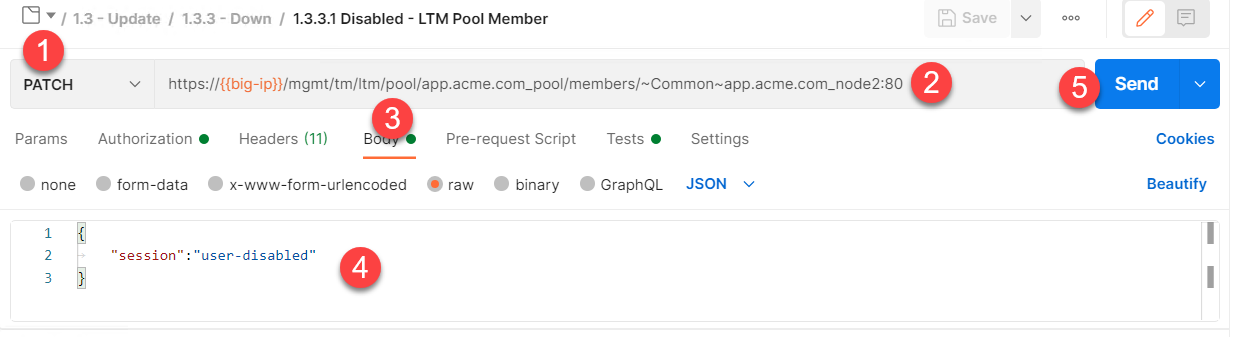 / 1.3 - Update / 1.3.3 - Down / 1.3.3.1 Disabled - LTM Pool Member
Save
1
PATCH
https://{{big-ip}}/mgmt/tm/ltm/pool/app.acme.com_pool/members/~Common~app.acme.com_node2:80
2
5
Send
3
Params Authorization Headers (11) Body Pre-request Script Tests Settings Cookies
none form-data x-www-form-urlencoded raw binary GraphQL JSON Beautify
1 {
2 "session":"user-disabled"
3 }
4